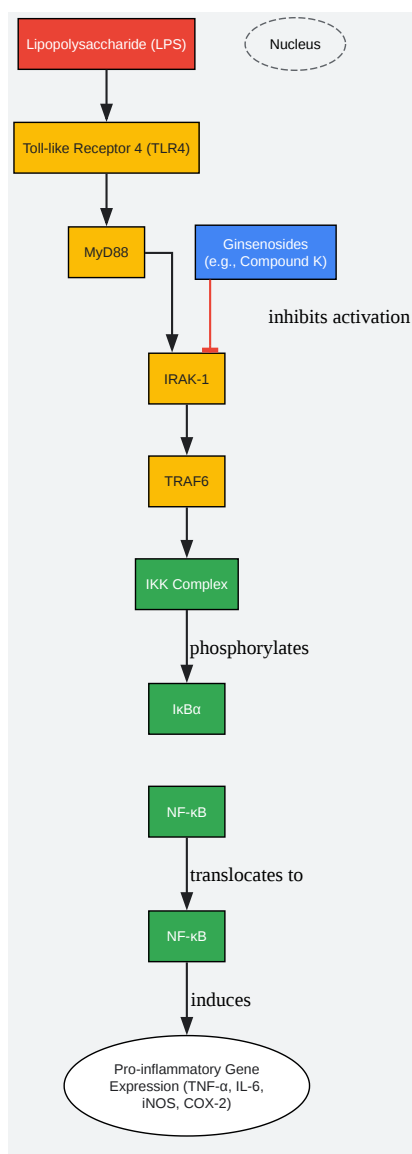 Lipopolysaccharide (LPS)
Nucleus
Toll-like Receptor 4 (TLR4)
MyD88
Ginsenosides
(e.g., Compound K)
inhibits activation
IRAK-1
TRAF6
IKK Complex
phosphorylates
IκBα
NF-κB
translocates to
NF-κB
induces
Pro-inflammatory Gene
Expression (TNF-α, IL-6,
iNOS, COX-2)